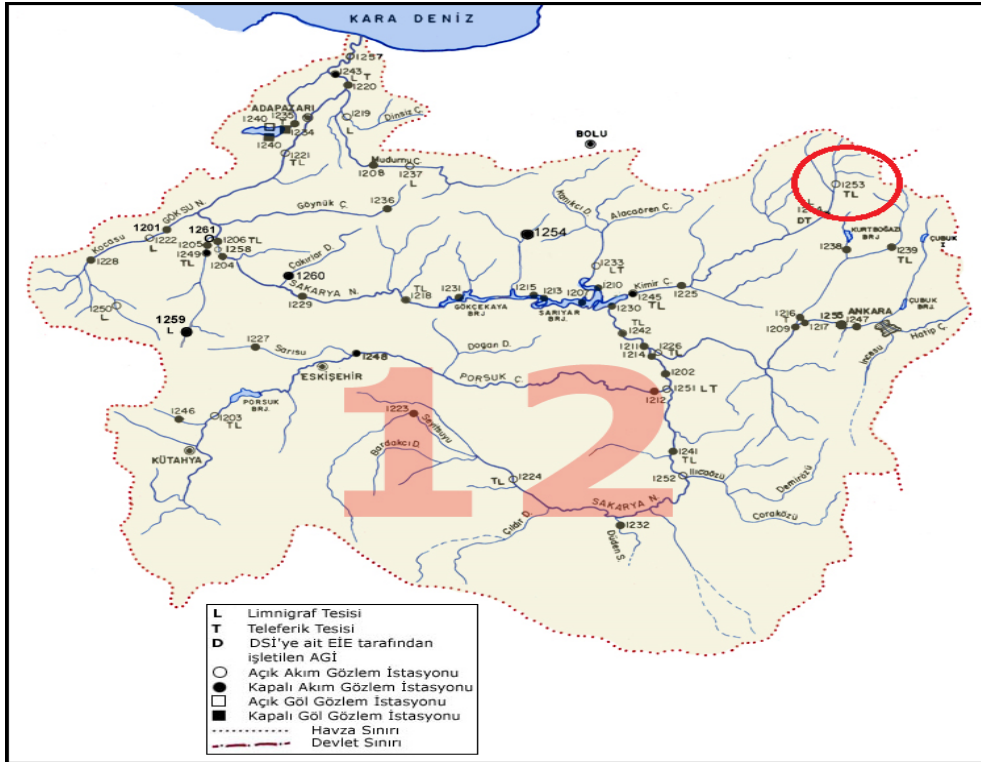 KARA DENİZ
1257
1243
L T
1220
ADAPAZARI
1235
T
1240
1234
1240
1219
L
Dinsiz Ç.
1221
TL
BOLU
Mudurnu Ç.
1208
1237
L
1253
TL
DT
1236
Göynük Ç.
GÖKSU N.
Alacaören Ç.
1201
1222
L
Kocasu
1228
1261
1206 TL
1205
1258
1249
TL
1204
1254
KURTBOĞAZI
BRJ
1238
1239
TL
ÇUBUK
I
Çakırlar D.
1260
1233
LT
SAKARYA N.
1229
TL
1218
1231
GÖKÇEKAYA
BRJ
1215
1213
SARIYAR
BRJ.
1207
1210
Kirmir Ç.
1245
TL
1225
1230
1250
L
1259
L
TL
1242
1216
T
1209
1217
1255
1247
ANKARA
ÇUBUK
BRJ.
Hatip Ç.
İncesu
1227
Sarısu
1248
Doğan D.
1211
1214
1226
TL
1202
ESKİŞEHİR
PORSUK Ç.
1212
1251 LT
PORSUK
BRJ.
1246
1203
TL
1223
Seyitsuyu
Bardakcı D.
KÜTAHYA
12
1241
TL
1224
TL
1252
Ilıcaözü
Demirözü
Çoraközü
SAKARYA N.
Çıldır D.
1232
Düden S.
L Limnigraf Tesisi
T Teleferik Tesisi
D DSİ'ye ait EİE tarafından
işletilen AGİ
Açık Akım Gözlem İstasyonu
Kapalı Akım Gözlem İstasyonu
Açık Göl Gözlem İstasyonu
Kapalı Göl Gözlem İstasyonu
Havza Sınırı
Devlet Sınırı